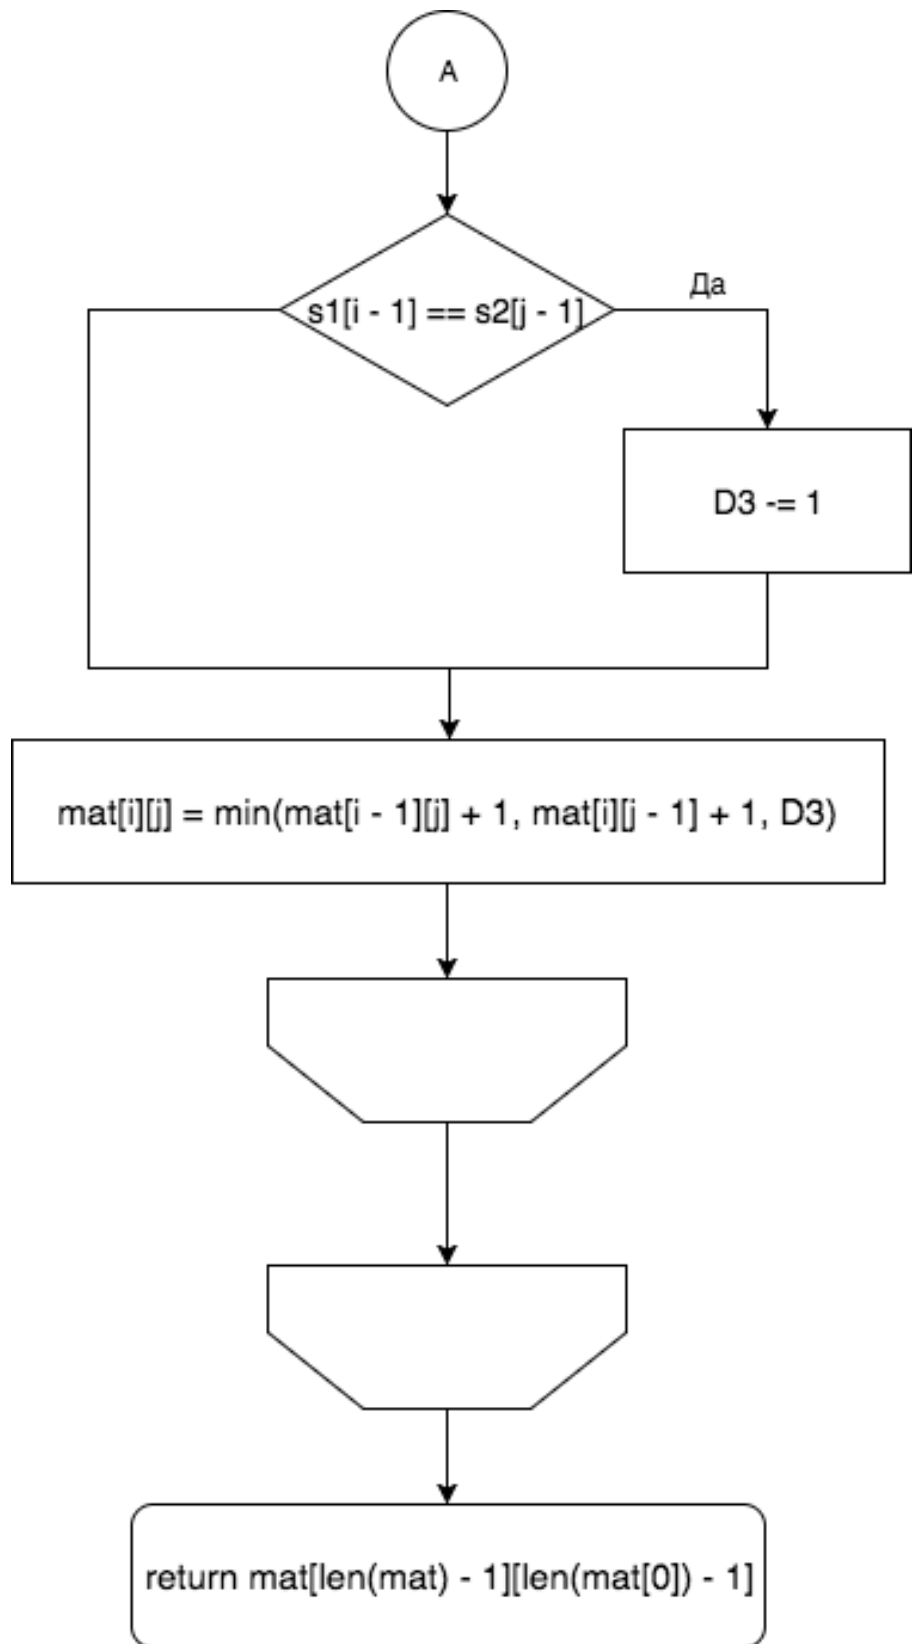 A
s1[i - 1] == s2[j - 1]
Да
D3 -= 1
mat[i][j] = min(mat[i - 1][j] + 1, mat[i][j - 1] + 1, D3)
return mat[len(mat) - 1][len(mat[0]) - 1]